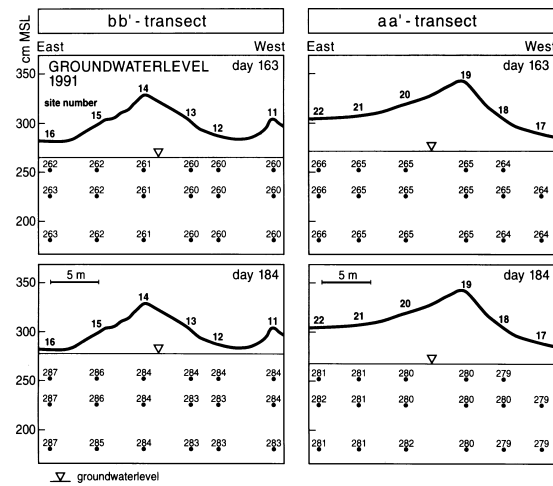 bb' - transect
aa' - transect
cm MSL
East West
East West
GROUNDWATERLEVEL day 163
1991
site number
350
300
250
200
16 15 14 13 12 11
262 262 261 260 260 260
263 262 261 260 260 260
263 262 261 260 260 260
day 163
22 21 20 19 18 17
266 265 265 265 264
266 265 265 265 264 264
266 265 265 265 264 264
5 m day 184
350
300
250
200
16 15 14 13 12 11
287 286 284 284 284 284
287 286 284 284 283 284
287 285 284 283 283 283
5 m day 184
22 21 20 19 18 17
281 281 280 280 279
282 281 280 280 279 279
281 281 282 280 279 279
groundwaterlevel